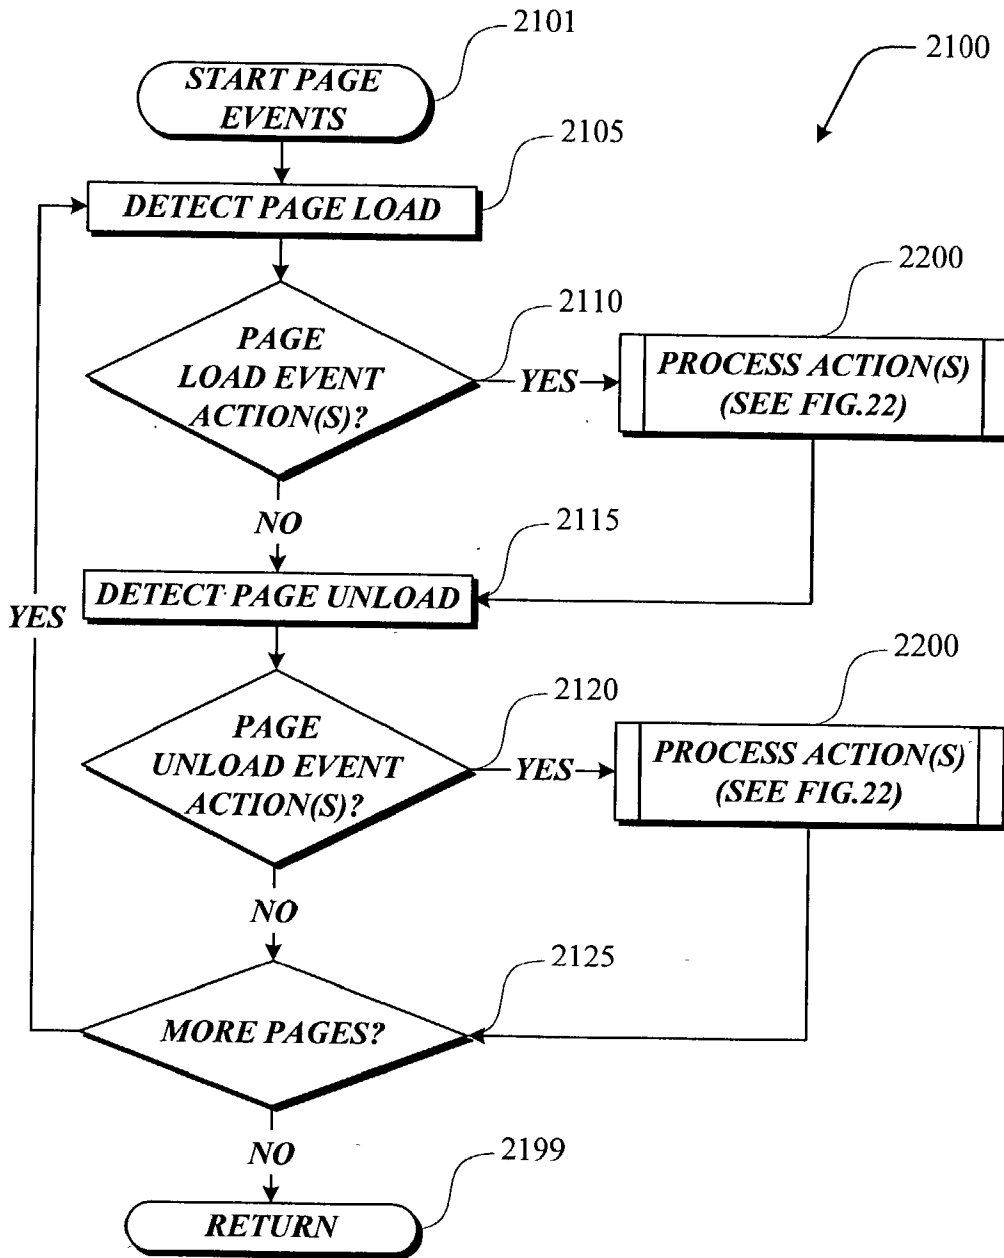 2101
2100
START PAGE
EVENTS
2105
DETECT PAGE LOAD
2200
2110
PAGE
LOAD EVENT
ACTION(S)?
YES
PROCESS ACTION(S)
(SEE FIG.22)
NO
2115
DETECT PAGE UNLOAD
YES
2200
2120
PAGE
UNLOAD EVENT
ACTION(S)?
YES
PROCESS ACTION(S)
(SEE FIG.22)
NO
2125
MORE PAGES?
NO
2199
RETURN